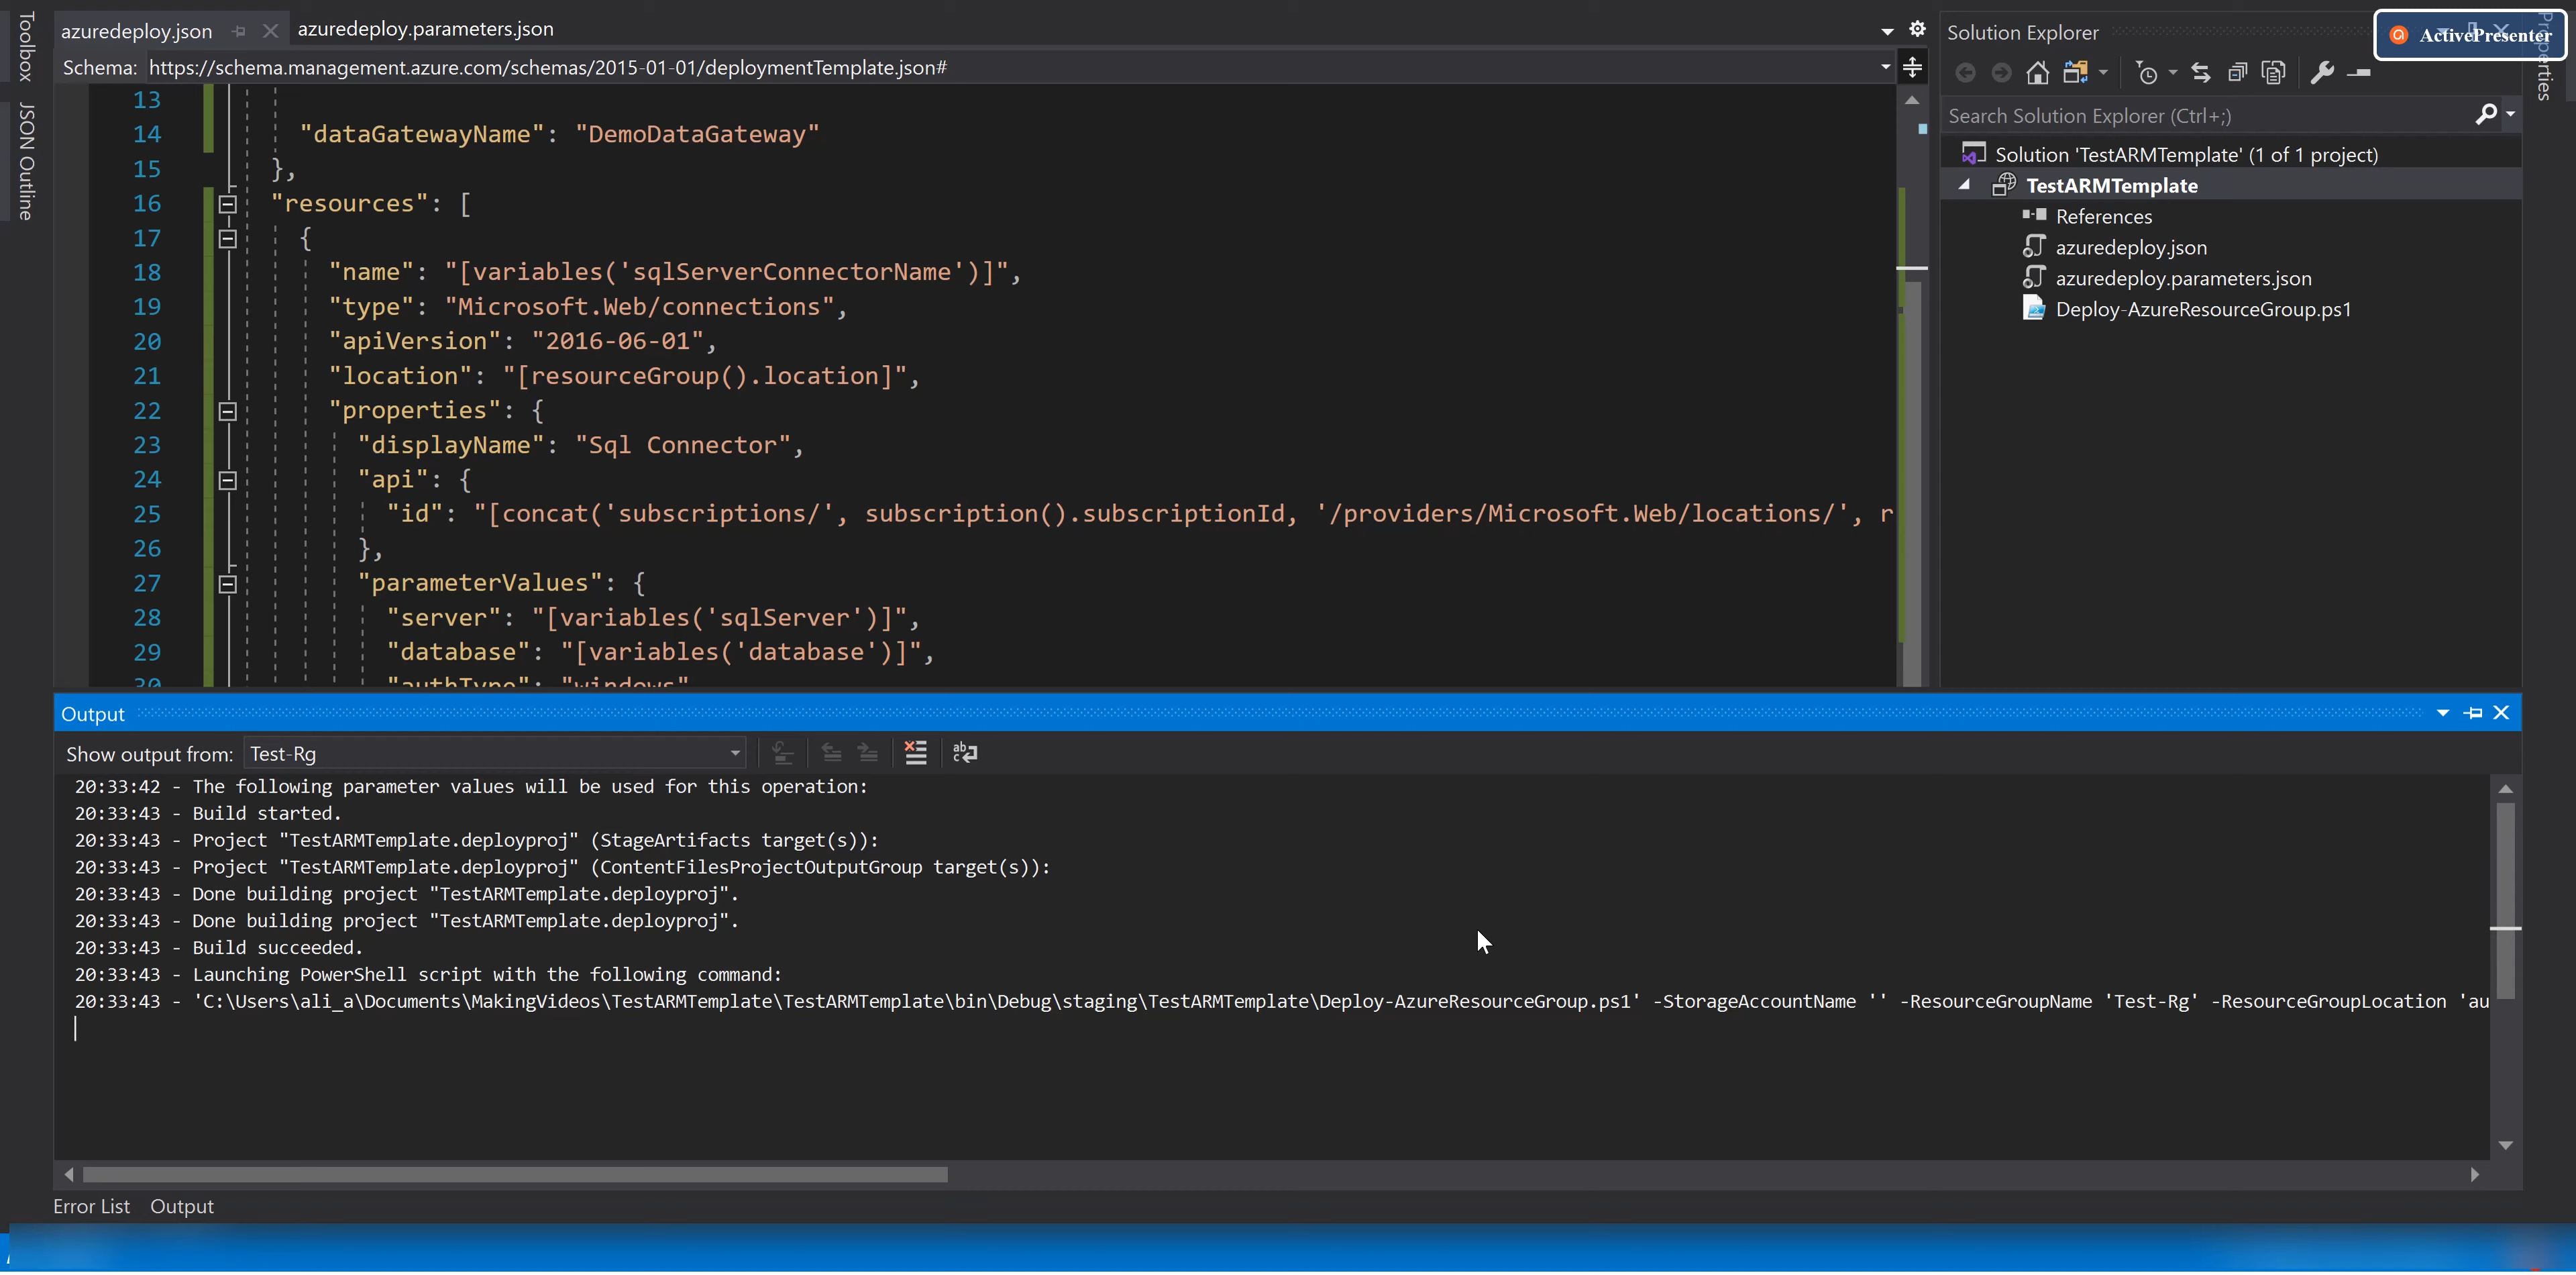 Toolbox
JSON Outline
azuredeploy.json
azuredeploy.parameters.json
Schema: https://schema.management.azure.com/schemas/2015-01-01/deploymentTemplate.json#
13
14 "dataGatewayName": "DemoDataGateway"
15 },
16 "resources": [
17 {
18 "name": "[variables('sqlServerConnectorName')]",
19 "type": "Microsoft.Web/connections",
20 "apiVersion": "2016-06-01",
21 "location": "[resourceGroup().location]",
22 "properties": {
23 "displayName": "Sql Connector",
24 "api": {
25 "id": "[concat('subscriptions/', subscription().subscriptionId, '/providers/Microsoft.Web/locations/', r
26 },
27 "parameterValues": {
28 "server": "[variables('sqlServer')]",
29 "database": "[variables('database')]",
30 "authType": "windows"
Solution Explorer
ActivePresenter
Properties
Search Solution Explorer (Ctrl+;)
Solution 'TestARMTemplate' (1 of 1 project)
TestARMTemplate
References
azuredeploy.json
azuredeploy.parameters.json
Deploy-AzureResourceGroup.ps1
Output
Show output from: Test-Rg
20:33:42 - The following parameter values will be used for this operation:
20:33:43 - Build started.
20:33:43 - Project "TestARMTemplate.deployproj" (StageArtifacts target(s)):
20:33:43 - Project "TestARMTemplate.deployproj" (ContentFilesProjectOutputGroup target(s)):
20:33:43 - Done building project "TestARMTemplate.deployproj".
20:33:43 - Done building project "TestARMTemplate.deployproj".
20:33:43 - Build succeeded.
20:33:43 - Launching PowerShell script with the following command:
20:33:43 - 'C:\Users\ali_a\Documents\MakingVideos\TestARMTemplate\TestARMTemplate\bin\Debug\staging\TestARMTemplate\Deploy-AzureResourceGroup.ps1' -StorageAccountName '' -ResourceGroupName 'Test-Rg' -ResourceGroupLocation 'au
Error List Output